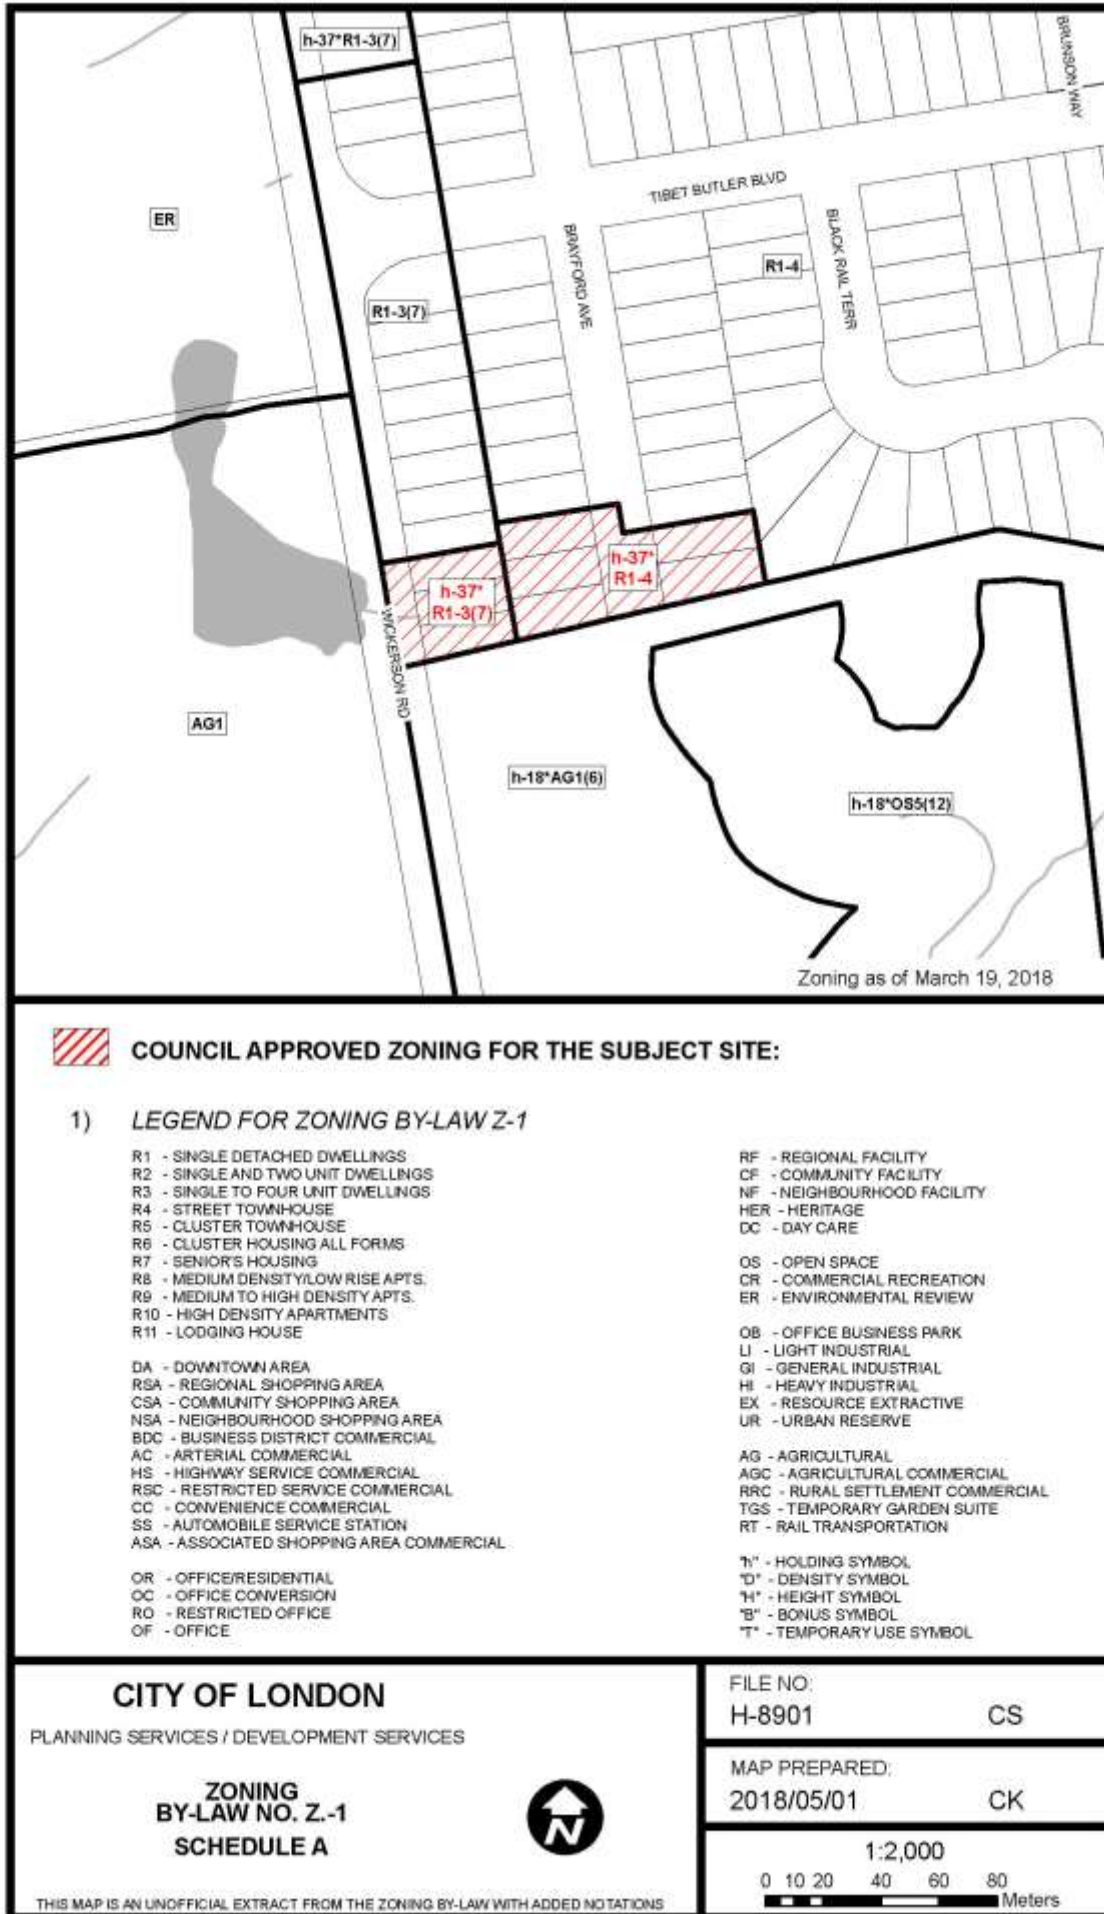 h-37*R1-3(7)
BRUNSON WAY
TIBET BUTLER BLVD
ER
BRAYFORD AVE
BLACK RAIL TERR
R1-4
R1-3(7)
h-37*
R1-4
h-37*
R1-3(7)
WICKERSON RD
AG1
h-18*AG1(6)
h-18*OS5(12)
Zoning as of March 19, 2018
COUNCIL APPROVED ZONING FOR THE SUBJECT SITE:
1) LEGEND FOR ZONING BY-LAW Z-1
R1 - SINGLE DETACHED DWELLINGS
R2 - SINGLE AND TWO UNIT DWELLINGS
R3 - SINGLE TO FOUR UNIT DWELLINGS
R4 - STREET TOWNHOUSE
R5 - CLUSTER TOWNHOUSE
R6 - CLUSTER HOUSING ALL FORMS
R7 - SENIOR'S HOUSING
R8 - MEDIUM DENSITY/LOW RISE APTS.
R9 - MEDIUM TO HIGH DENSITY APTS.
R10 - HIGH DENSITY APARTMENTS
R11 - LODGING HOUSE
DA - DOWNTOWN AREA
RSA - REGIONAL SHOPPING AREA
CSA - COMMUNITY SHOPPING AREA
NSA - NEIGHBOURHOOD SHOPPING AREA
BDC - BUSINESS DISTRICT COMMERCIAL
AC - ARTERIAL COMMERCIAL
HS - HIGHWAY SERVICE COMMERCIAL
RSC - RESTRICTED SERVICE COMMERCIAL
CC - CONVENIENCE COMMERCIAL
SS - AUTOMOBILE SERVICE STATION
ASA - ASSOCIATED SHOPPING AREA COMMERCIAL
OR - OFFICE/RESIDENTIAL
OC - OFFICE CONVERSION
RO - RESTRICTED OFFICE
OF - OFFICE
RF - REGIONAL FACILITY
CF - COMMUNITY FACILITY
NF - NEIGHBOURHOOD FACILITY
HER - HERITAGE
DC - DAY CARE
OS - OPEN SPACE
CR - COMMERCIAL RECREATION
ER - ENVIRONMENTAL REVIEW
OB - OFFICE BUSINESS PARK
LI - LIGHT INDUSTRIAL
GI - GENERAL INDUSTRIAL
HI - HEAVY INDUSTRIAL
EX - RESOURCE EXTRACTIVE
UR - URBAN RESERVE
AG - AGRICULTURAL
AGC - AGRICULTURAL COMMERCIAL
RRC - RURAL SETTLEMENT COMMERCIAL
TGS - TEMPORARY GARDEN SUITE
RT - RAIL TRANSPORTATION
"h" - HOLDING SYMBOL
"D" - DENSITY SYMBOL
"H" - HEIGHT SYMBOL
"B" - BONUS SYMBOL
"T" - TEMPORARY USE SYMBOL
CITY OF LONDON
PLANNING SERVICES / DEVELOPMENT SERVICES
ZONING
BY-LAW NO. Z.-1
SCHEDULE A
N
THIS MAP IS AN UNOFFICIAL EXTRACT FROM THE ZONING BY-LAW WITH ADDED NOTATIONS
FILE NO:
H-8901 CS
MAP PREPARED:
2018/05/01 CK
1:2,000
0 10 20 40 60 80
Meters